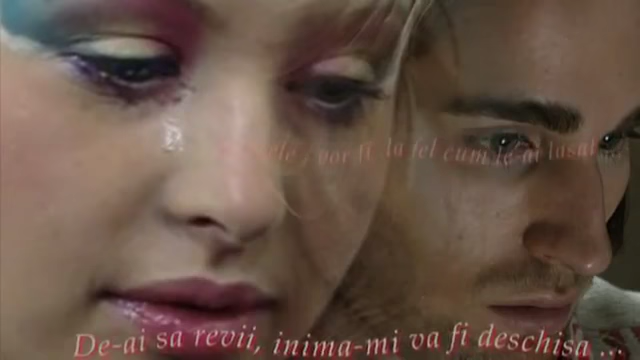 vor fi la fel cum le-ai lasat
De-ai sa revii, inima-mi va fi deschisa ...